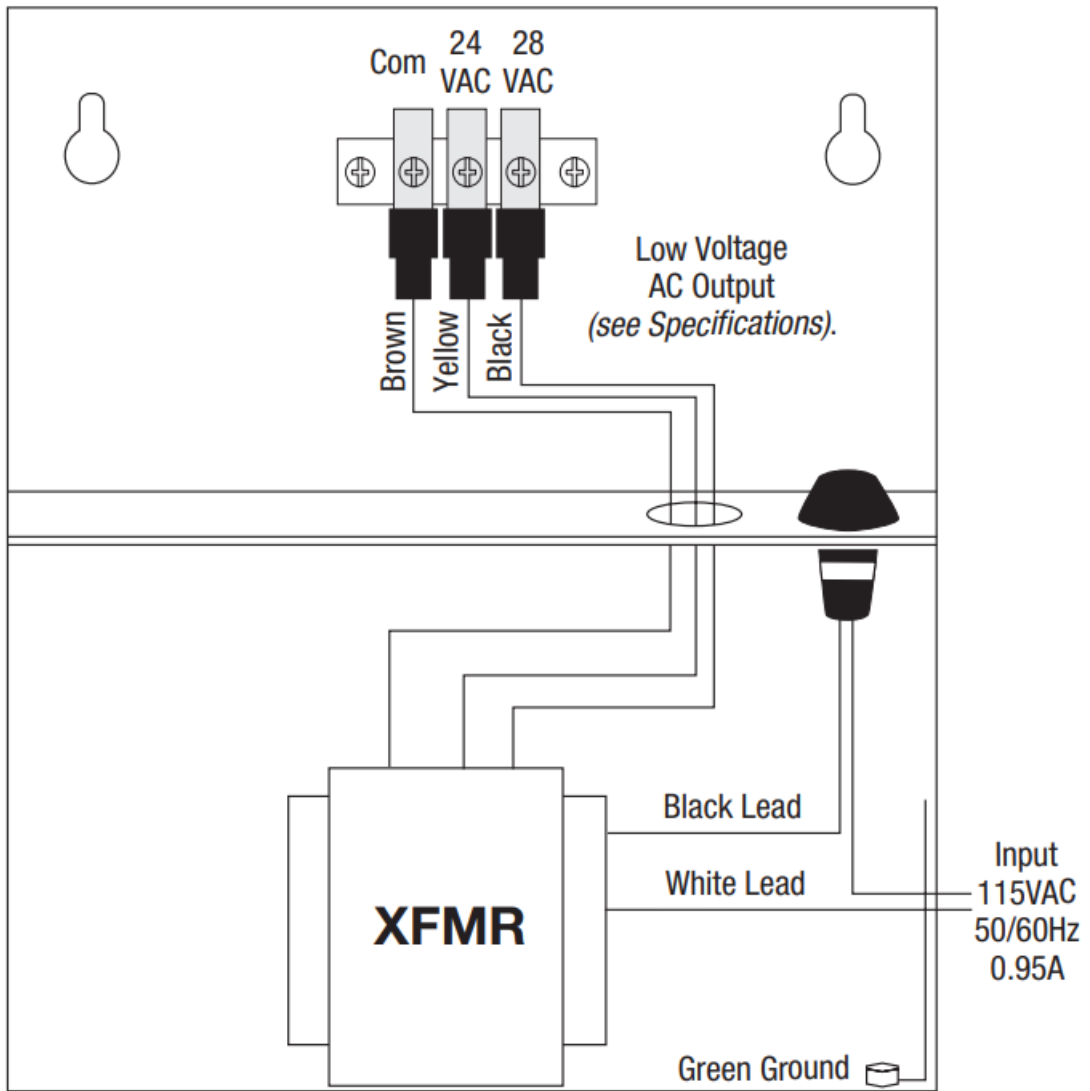 Com
24
VAC
28
VAC
Low Voltage
AC Output
(see Specifications).
Brown
Yellow
Black
Black Lead
White Lead
XFMR
Input
115VAC
50/60Hz
0.95A
Green Ground